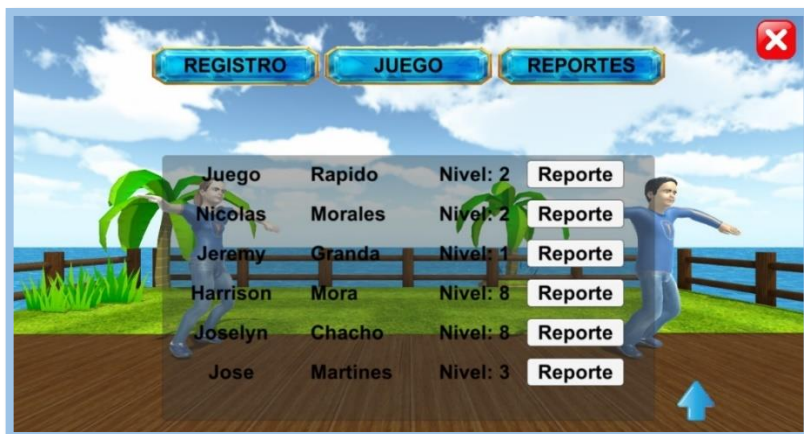 REGISTRO JUEGO REPORTES
Juego Rapido Nivel: 2 Reporte
Nicolas Morales Nivel: 2 Reporte
Jeremy Granda Nivel: 1 Reporte
Harrison Mora Nivel: 8 Reporte
Joselyn Chacho Nivel: 8 Reporte
Jose Martines Nivel: 3 Reporte